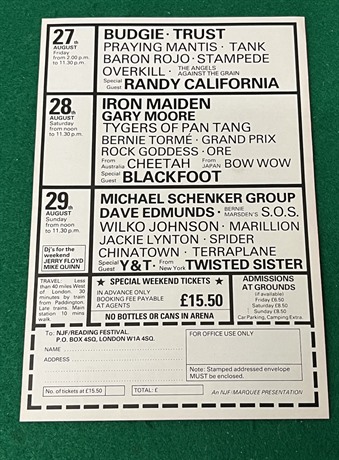 27th AUGUST
Friday
from 2.00 p.m.
to 11.30 p.m.
BUDGIE · TRUST
PRAYING MANTIS · TANK
BARON ROJO · STAMPEDE
OVERKILL · THE ANGELS AGAINST THE GRAIN
Special Guest RANDY CALIFORNIA
28th AUGUST
Saturday
from noon
to 11.30 p.m.
IRON MAIDEN
GARY MOORE
TYGERS OF PAN TANG
BERNIE TORMÉ · GRAND PRIX
ROCK GODDESS · ORE
From Australia CHEETAH · From JAPAN BOW WOW
Special Guest BLACKFOOT
29th AUGUST
Sunday
from noon
to 11.30 p.m.
MICHAEL SCHENKER GROUP
DAVE EDMUNDS · BERNIE MARSDEN'S S.O.S.
WILKO JOHNSON · MARILLION
JACKIE LYNTON · SPIDER
CHINATOWN · TERRAPLANE
Special Guest Y&T · From New York TWISTED SISTER
Dj's for the
weekend
JERRY FLOYD
MIKE QUINN
TRAVEL: Less
than 40 miles West
of London. 30
minutes by train
from Paddington.
Late trains. Main
station 10 mins
walk.
★ SPECIAL WEEKEND TICKETS ★
IN ADVANCE ONLY
BOOKING FEE PAYABLE
AT AGENTS
£15.50
NO BOTTLES OR CANS IN ARENA
ADMISSIONS
AT GROUNDS
(if available)
Friday £6.50
Saturday £8.50
Sunday £8.50
Car Parking, Camping Extra.
To: NJF/READING FESTIVAL.
P.O. BOX 4SQ, LONDON W1A 4SQ.
NAME
ADDRESS
No. of tickets at £15.50
TOTAL: £
FOR OFFICE USE ONLY
Note: Stamped addressed envelope
MUST be enclosed.
An NJF/MARQUEE PRESENTATION